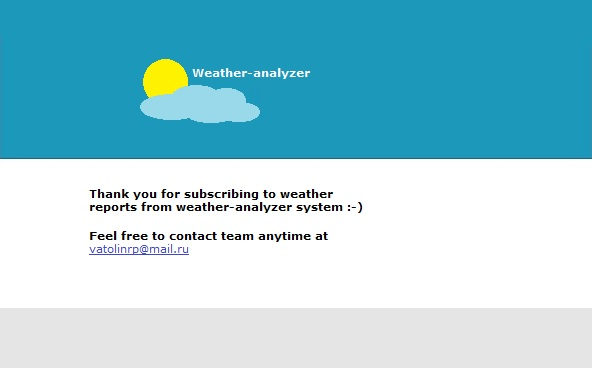 Weather-analyzer
Thank you for subscribing to weather
reports from weather-analyzer system :-)
Feel free to contact team anytime at
vatolinrp@mail.ru